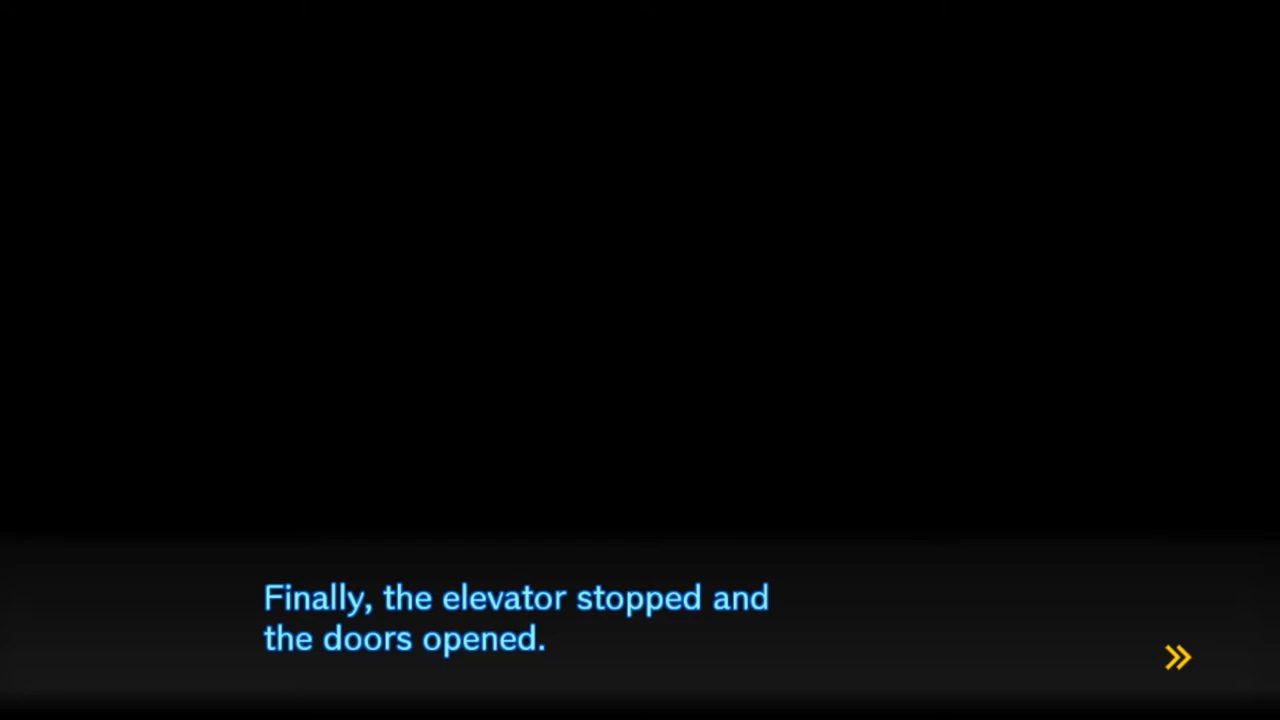 Finally, the elevator stopped and
the doors opened.